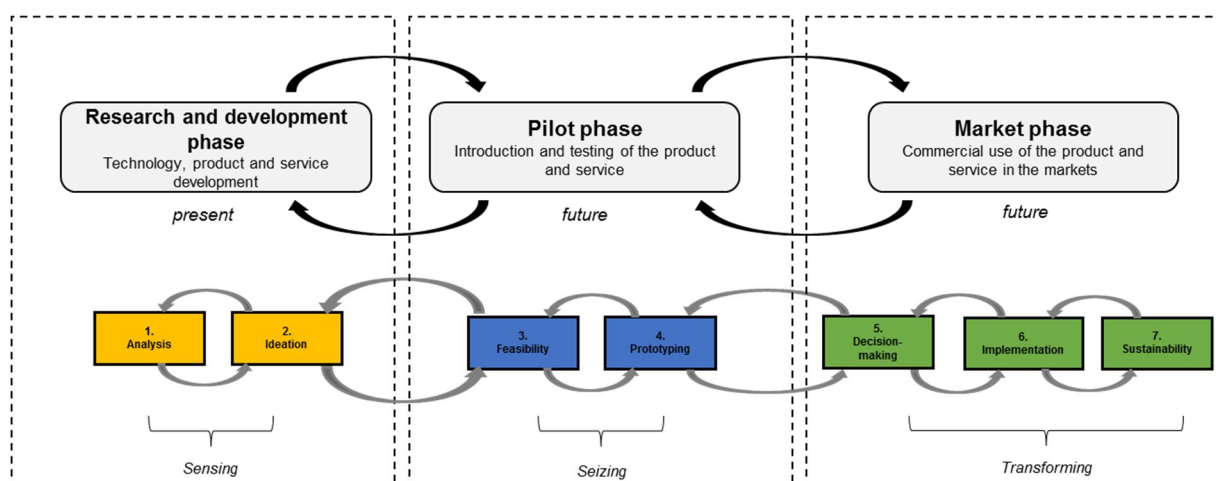 Research and development
phase
Technology, product and service
development
Pilot phase
Introduction and testing of the product
and service
Market phase
Commercial use of the product and
service in the markets
present
future
future
1.
Analysis
2.
Ideation
3.
Feasibility
4.
Prototyping
5.
Decision-
making
6.
Implementation
7.
Sustainability
Sensing
Seizing
Transforming